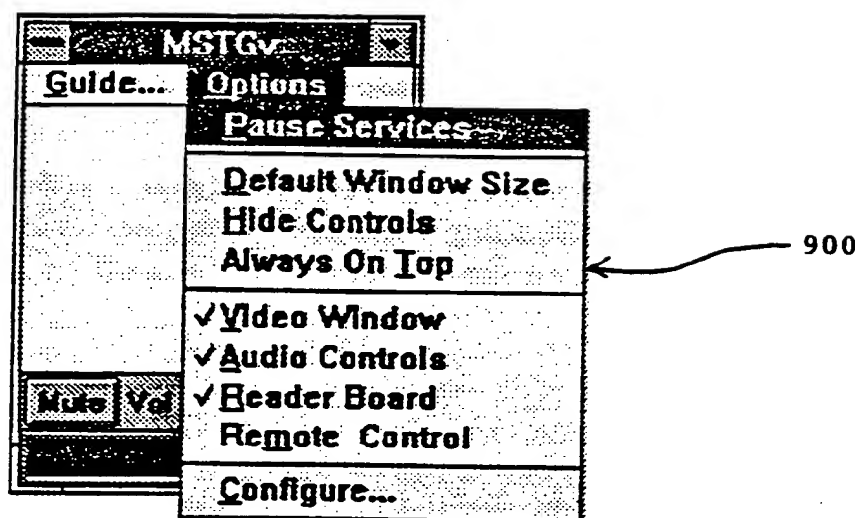 MSTGv
Guide... Options
Pause Services
Default Window Size
Hide Controls
Always On Top
900
✓Video Window
✓Audio Controls
✓Reader Board
Remote Control
Mute Vol
Configure...